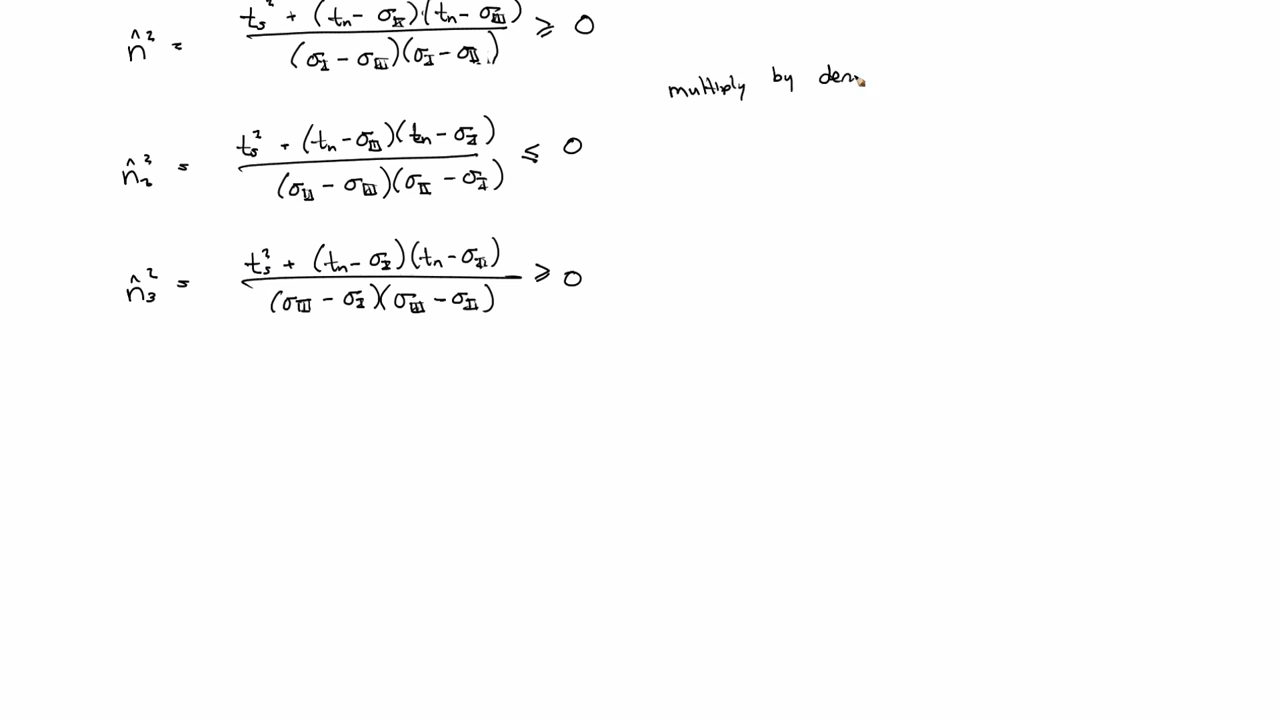 n̂² = (t_s² + (t_n - σ_II)·(t_n - σ_III)) / ((σ_I - σ_III)(σ_I - σ_II)) ≥ 0
multiply by den
n̂₂² = (t_s² + (t_n - σ_III)(t_n - σ_I)) / ((σ_II - σ_III)(σ_II - σ_I)) ≤ 0
n̂₃² = (t_s² + (t_n - σ_I)(t_n - σ_II)) / ((σ_III - σ_I)(σ_III - σ_II)) ≥ 0